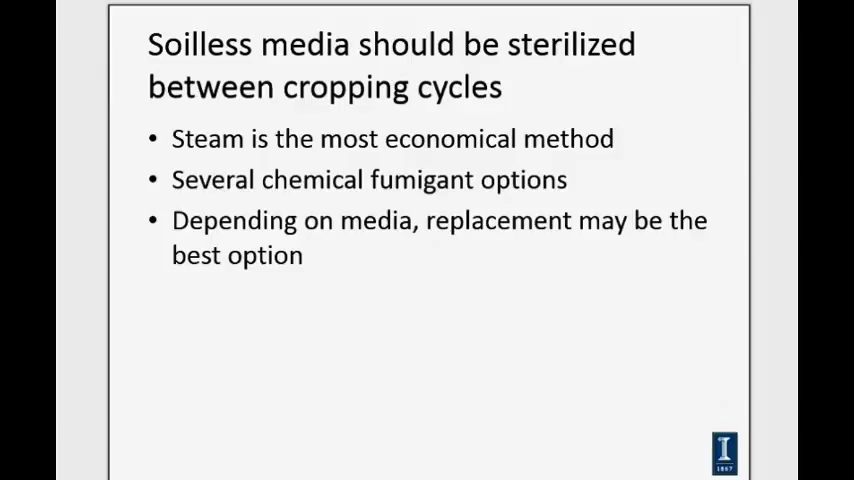 Soilless media should be sterilized
between cropping cycles
• Steam is the most economical method
• Several chemical fumigant options
• Depending on media, replacement may be the
best option
I
1867